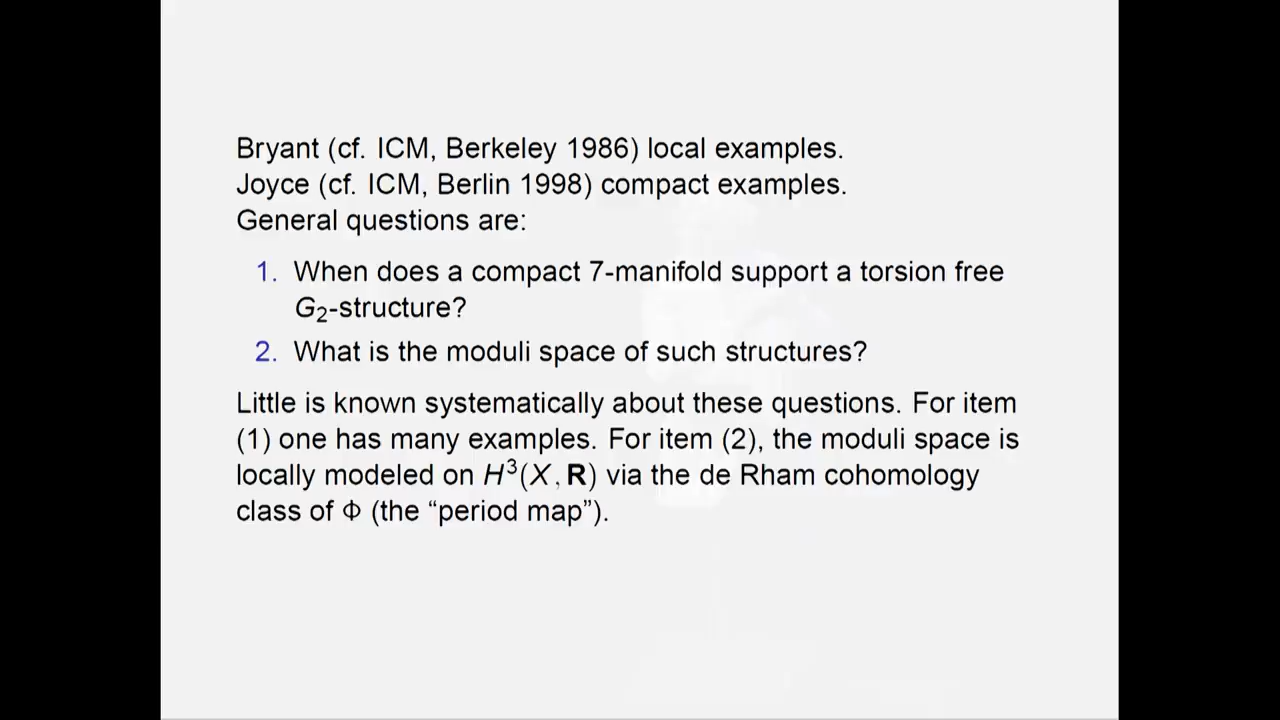 Bryant (cf. ICM, Berkeley 1986) local examples.
Joyce (cf. ICM, Berlin 1998) compact examples.
General questions are:
1. When does a compact 7-manifold support a torsion free
G₂-structure?
2. What is the moduli space of such structures?
Little is known systematically about these questions. For item
(1) one has many examples. For item (2), the moduli space is
locally modeled on H³(X, R) via the de Rham cohomology
class of Φ (the “period map”).